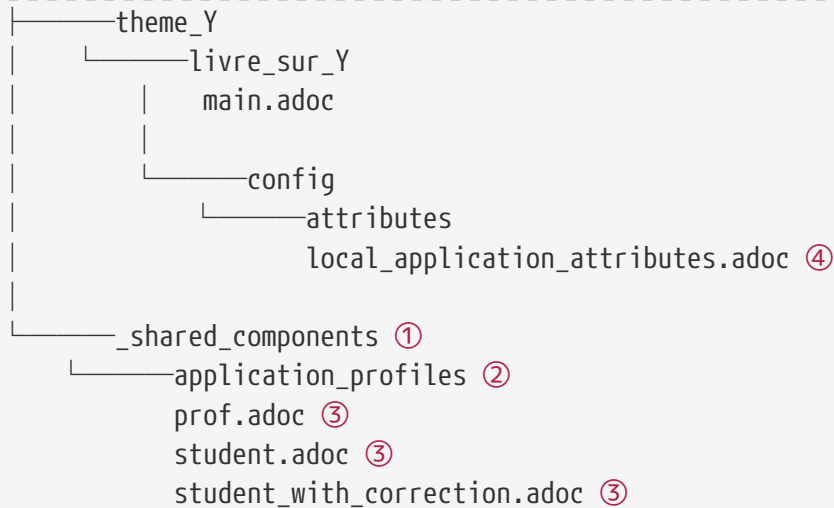 ├──────theme_Y
│    └──────livre_sur_Y
│        │   main.adoc
│        │
│        └──────config
│            └──────attributes
│                    local_application_attributes.adoc ④
│
└──────_shared_components ①
    └──────application_profiles ②
            prof.adoc ③
            student.adoc ③
            student_with_correction.adoc ③